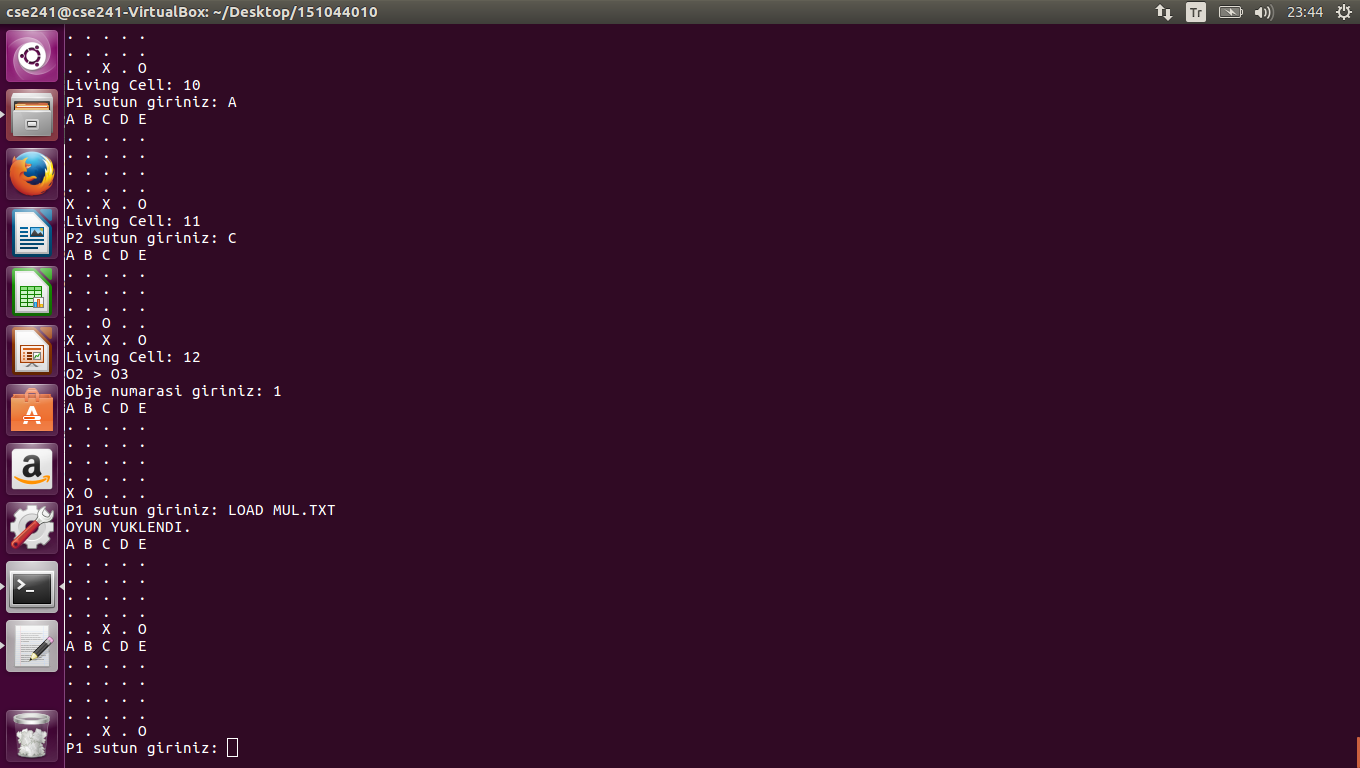 cse241@cse241-VirtualBox: ~/Desktop/151044010
Tr
23:44
. . . . .
. . . . .
. . X . O
Living Cell: 10
P1 sutun giriniz: A
A B C D E
. . . . .
. . . . .
. . . . .
. . . . .
X . X . O
Living Cell: 11
P2 sutun giriniz: C
A B C D E
. . . . .
. . . . .
. . . . .
. . O . .
X . X . O
Living Cell: 12
O2 > O3
Obje numarasi giriniz: 1
A B C D E
. . . . .
. . . . .
. . . . .
. . . . .
X O . . .
P1 sutun giriniz: LOAD MUL.TXT
OYUN YUKLENDI.
A B C D E
. . . . .
. . . . .
. . . . .
. . . . .
. . X . O
A B C D E
. . . . .
. . . . .
. . . . .
. . . . .
. . X . O
P1 sutun giriniz: